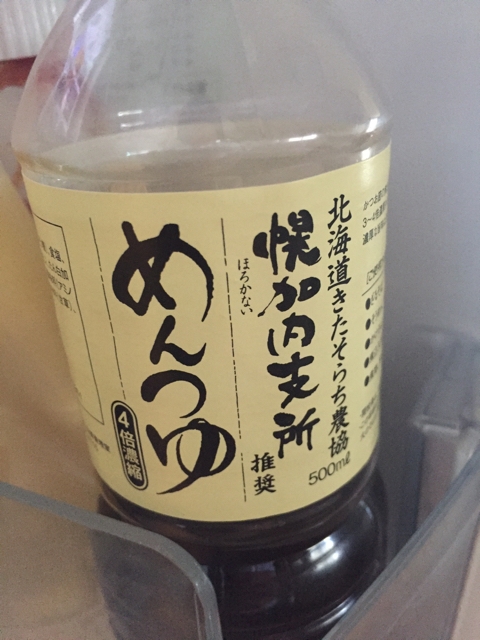 北海道きたそらち農協
幌加内支所
ほろかない
推奨
500ml
めんつゆ
4倍濃縮